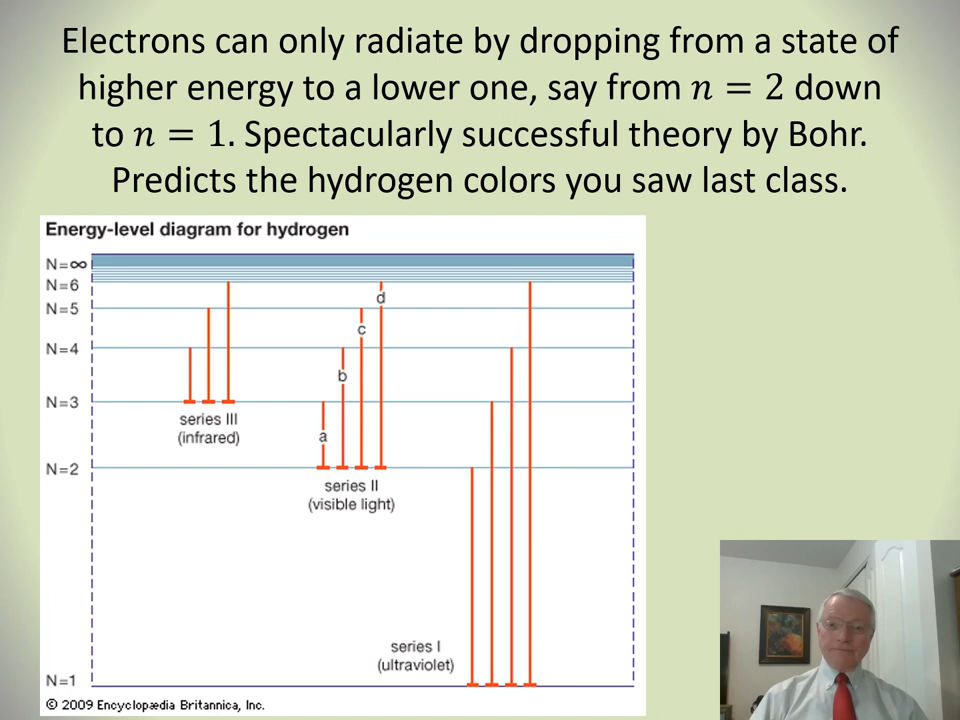 Electrons can only radiate by dropping from a state of
higher energy to a lower one, say from n = 2 down
to n = 1. Spectacularly successful theory by Bohr.
Predicts the hydrogen colors you saw last class.
Energy-level diagram for hydrogen
N=∞
N=6
d
N=5
c
N=4
b
N=3
series III
(infrared)
a
N=2
series II
(visible light)
series I
(ultraviolet)
N=1
© 2009 Encyclopædia Britannica, Inc.